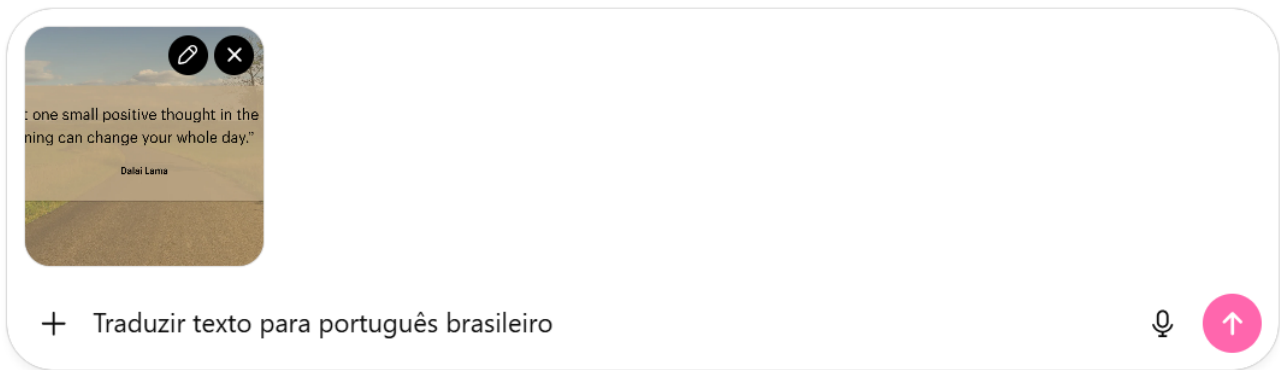 one small positive thought in the
ning can change your whole day.”
Dalai Lama
Traduzir texto para português brasileiro